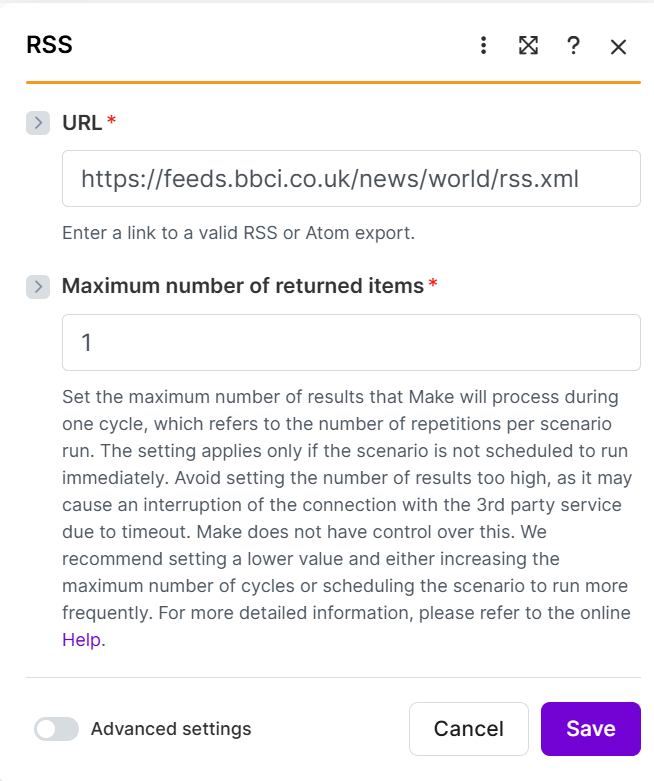 RSS
URL *
https://feeds.bbci.co.uk/news/world/rss.xml
Enter a link to a valid RSS or Atom export.
Maximum number of returned items *
1
Set the maximum number of results that Make will process during
one cycle, which refers to the number of repetitions per scenario
run. The setting applies only if the scenario is not scheduled to run
immediately. Avoid setting the number of results too high, as it may
cause an interruption of the connection with the 3rd party service
due to timeout. Make does not have control over this. We
recommend setting a lower value and either increasing the
maximum number of cycles or scheduling the scenario to run more
frequently. For more detailed information, please refer to the online
Help.
Advanced settings
Cancel
Save